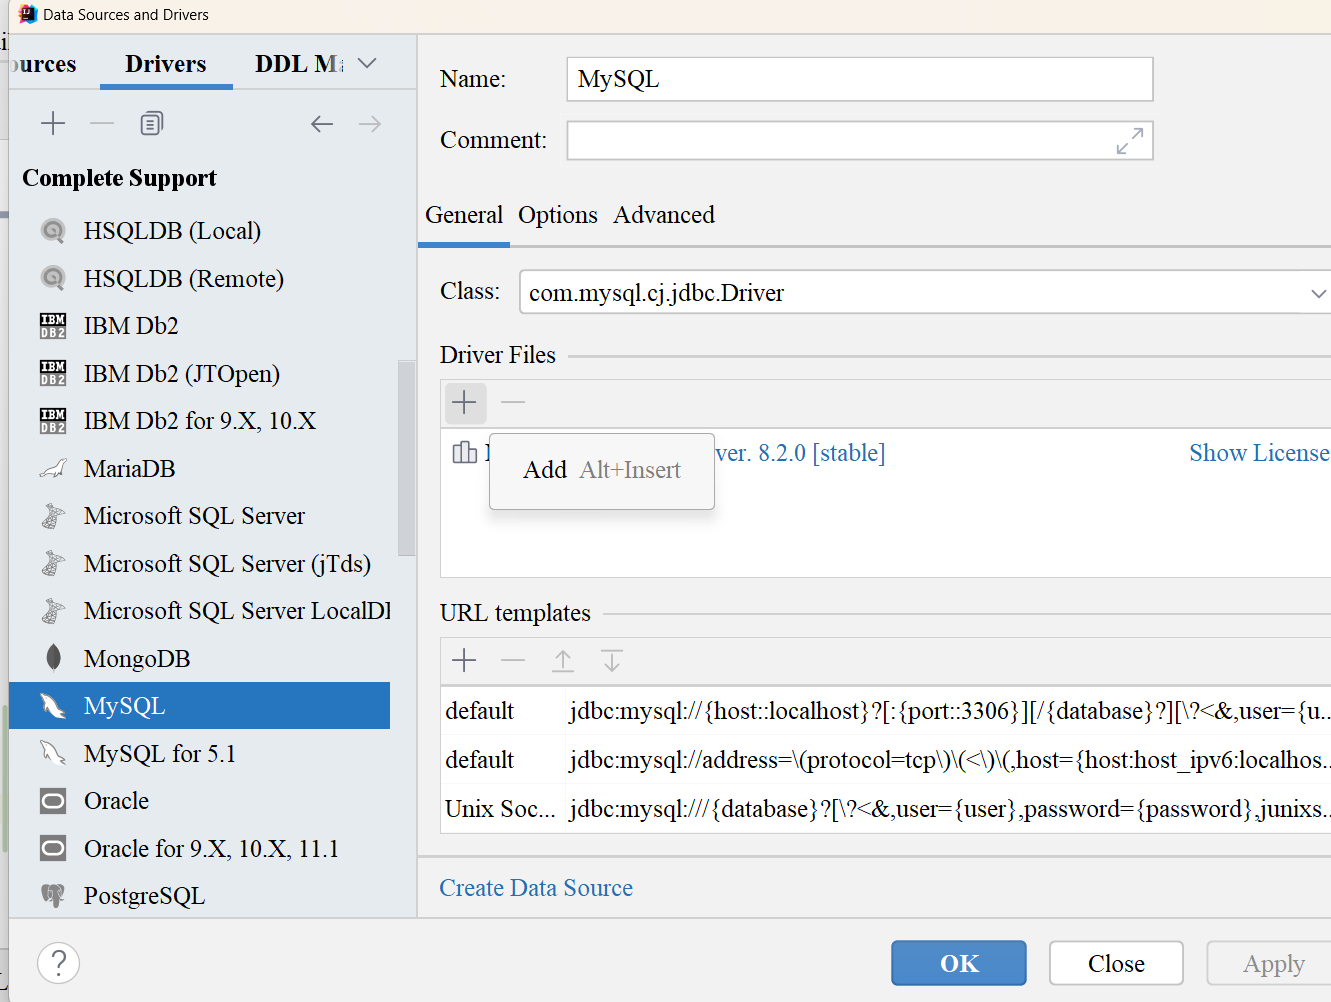 Data Sources and Drivers
ources Drivers DDL M
Complete Support
HSQLDB (Local)
HSQLDB (Remote)
IBM Db2
IBM Db2 (JTOpen)
IBM Db2 for 9.X, 10.X
MariaDB
Microsoft SQL Server
Microsoft SQL Server (jTds)
Microsoft SQL Server LocalD
MongoDB
MySQL
MySQL for 5.1
Oracle
Oracle for 9.X, 10.X, 11.1
PostgreSQL
Name: MySQL
Comment:
General Options Advanced
Class: com.mysql.cj.jdbc.Driver
Driver Files
ver. 8.2.0 [stable] Show License
Add Alt+Insert
URL templates
default jdbc:mysql://{host::localhost}?[:{port::3306}][/{database}?][\?<&,user={u...
default jdbc:mysql://address=\(protocol=tcp\)\(<\)\(,host={host:host_ipv6:localhos...
Unix Soc... jdbc:mysql:///{database}?[\?<&,user={user},password={password},junixs...
Create Data Source
? OK Close Apply